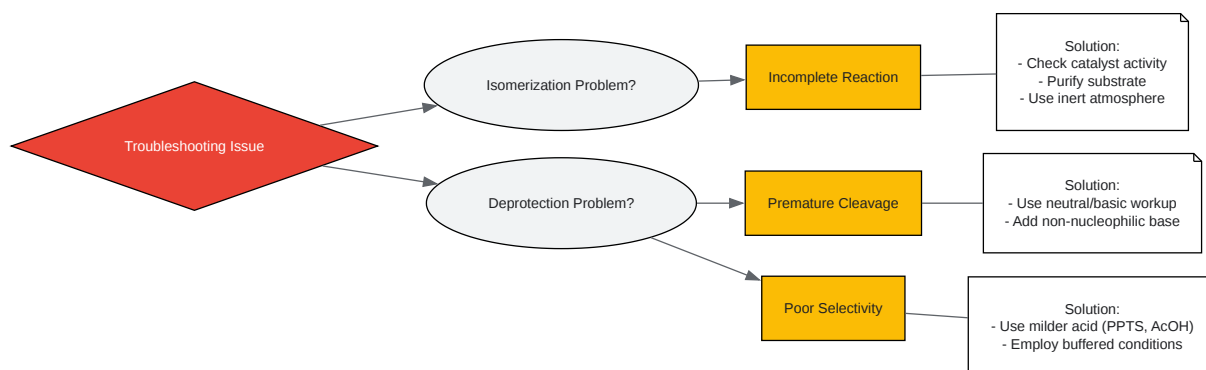 Troubleshooting Issue
Isomerization Problem?
Incomplete Reaction
Solution:
- Check catalyst activity
- Purify substrate
- Use inert atmosphere
Deprotection Problem?
Premature Cleavage
Solution:
- Use neutral/basic workup
- Add non-nucleophilic base
Poor Selectivity
Solution:
- Use milder acid (PPTS, AcOH)
- Employ buffered conditions